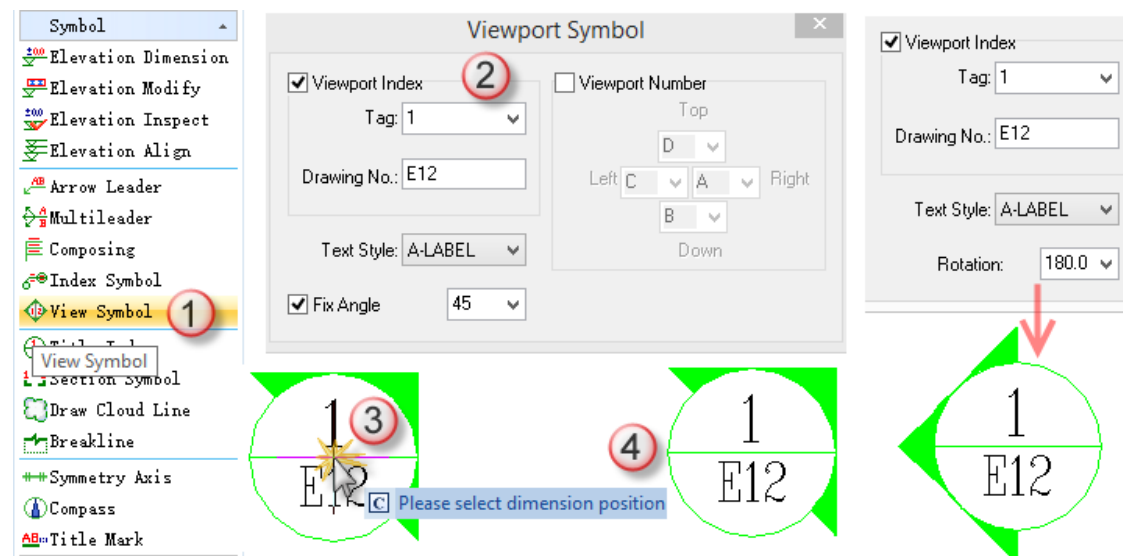 Symbol
Elevation Dimension
Elevation Modify
Elevation Inspect
Elevation Align
Arrow Leader
Multileader
Composing
Index Symbol
View Symbol
1
View Symbol
Section Symbol
Draw Cloud Line
Breakline
Symmetry Axis
Compass
Title Mark
Viewport Symbol
Viewport Index
2
Tag: 1
Drawing No.: E12
Text Style: A-LABEL
Fix Angle 45
Viewport Number
Top
D
Left C A Right
B
Down
Viewport Index
Tag: 1
Drawing No.: E12
Text Style: A-LABEL
Rotation: 180.0
1
3
E12
C Please select dimension position
4
1
E12
1
E12